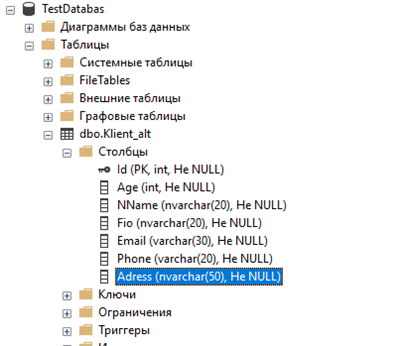 TestDatabas
Диаграммы баз данных
Таблицы
Системные таблицы
FileTables
Внешние таблицы
Графовые таблицы
dbo.Klient_alt
Столбцы
Id (PK, int, Не NULL)
Age (int, Не NULL)
NName (nvarchar(20), Не NULL)
Fio (nvarchar(20), Не NULL)
Email (varchar(30), Не NULL)
Phone (varchar(20), Не NULL)
Adress (nvarchar(50), Не NULL)
Ключи
Ограничения
Триггеры